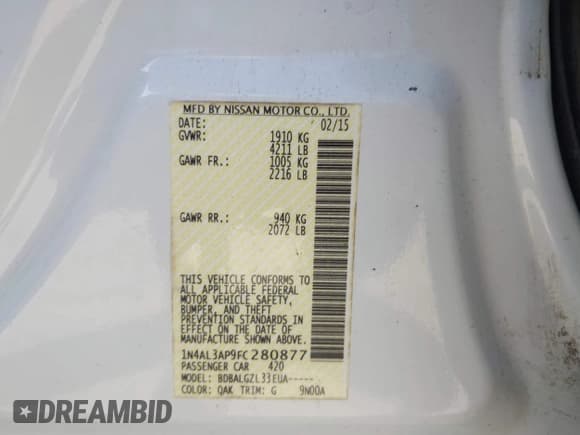 MFD BY NISSAN MOTOR CO., LTD.
DATE: 02/15
GVWR: 1910 KG
4211 LB
GAWR FR.: 1005 KG
2216 LB
GAWR RR.: 940 KG
2072 LB
THIS VEHICLE CONFORMS TO
ALL APPLICABLE FEDERAL
MOTOR VEHICLE SAFETY,
BUMPER, AND THEFT
PREVENTION STANDARDS IN
EFFECT ON THE DATE OF
MANUFACTURE SHOWN ABOVE.
1N4AL3AP9FC280877
PASSENGER CAR 420
MODEL: BDBALGZL33EUA-----
COLOR: QAK TRIM: G 9N00A
DREAMBID